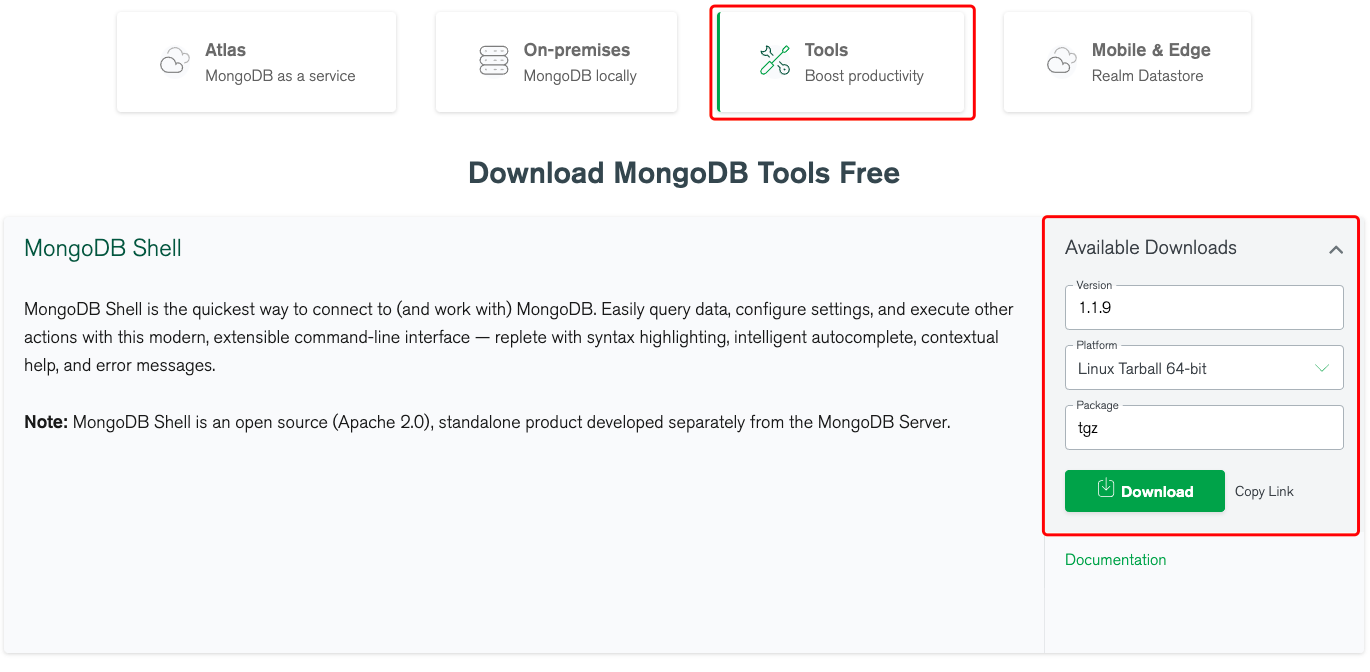 Atlas
MongoDB as a service
On-premises
MongoDB locally
Tools
Boost productivity
Mobile & Edge
Realm Datastore
Download MongoDB Tools Free
MongoDB Shell
MongoDB Shell is the quickest way to connect to (and work with) MongoDB. Easily query data, configure settings, and execute other
actions with this modern, extensible command-line interface — replete with syntax highlighting, intelligent autocomplete, contextual
help, and error messages.
Note: MongoDB Shell is an open source (Apache 2.0), standalone product developed separately from the MongoDB Server.
Available Downloads
Version
1.1.9
Platform
Linux Tarball 64-bit
Package
tgz
Download
Copy Link
Documentation